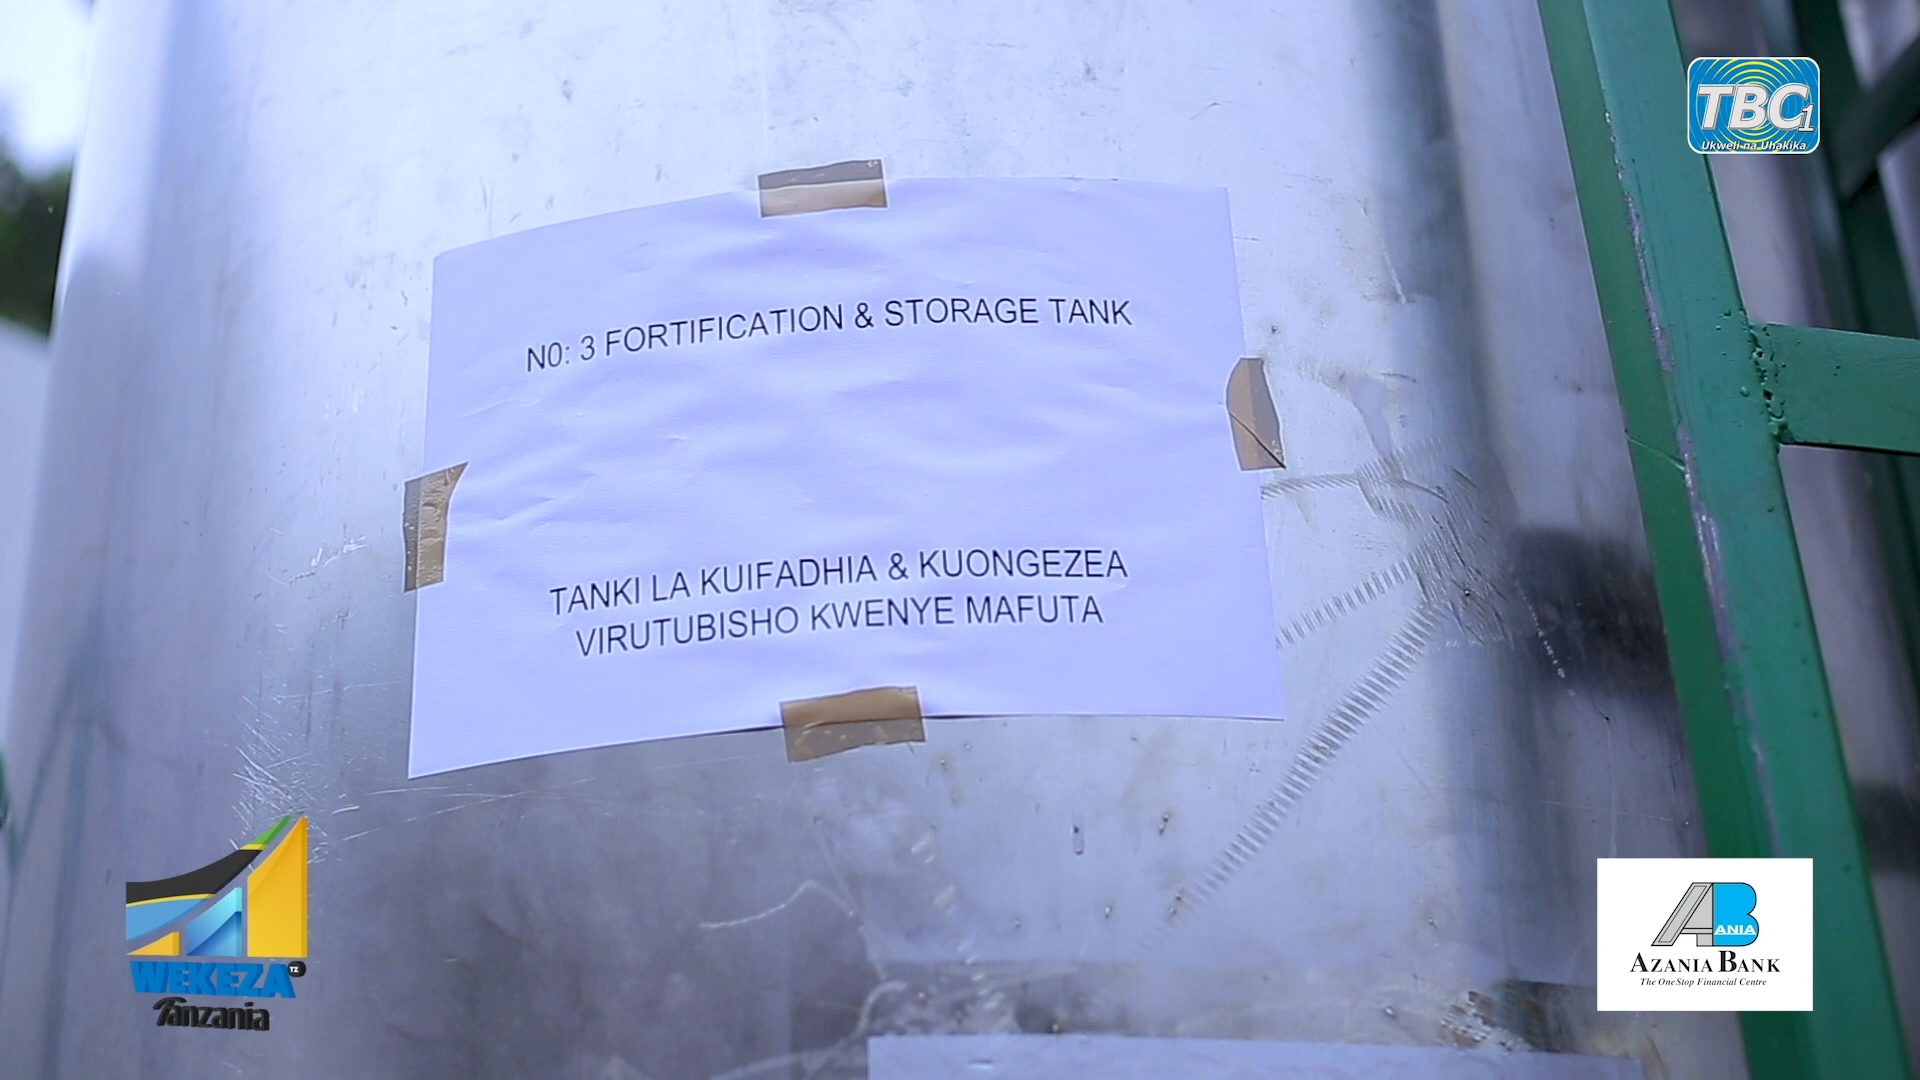 TBC1
Ukweli na Uhakika
N0: 3 FORTIFICATION & STORAGE TANK
TANKI LA KUIFADHIA & KUONGEZEA
VIRUTUBISHO KWENYE MAFUTA
WEKEZA TZ
Tanzania
AB
ANIA
AZANIA BANK
The One Stop Financial Centre